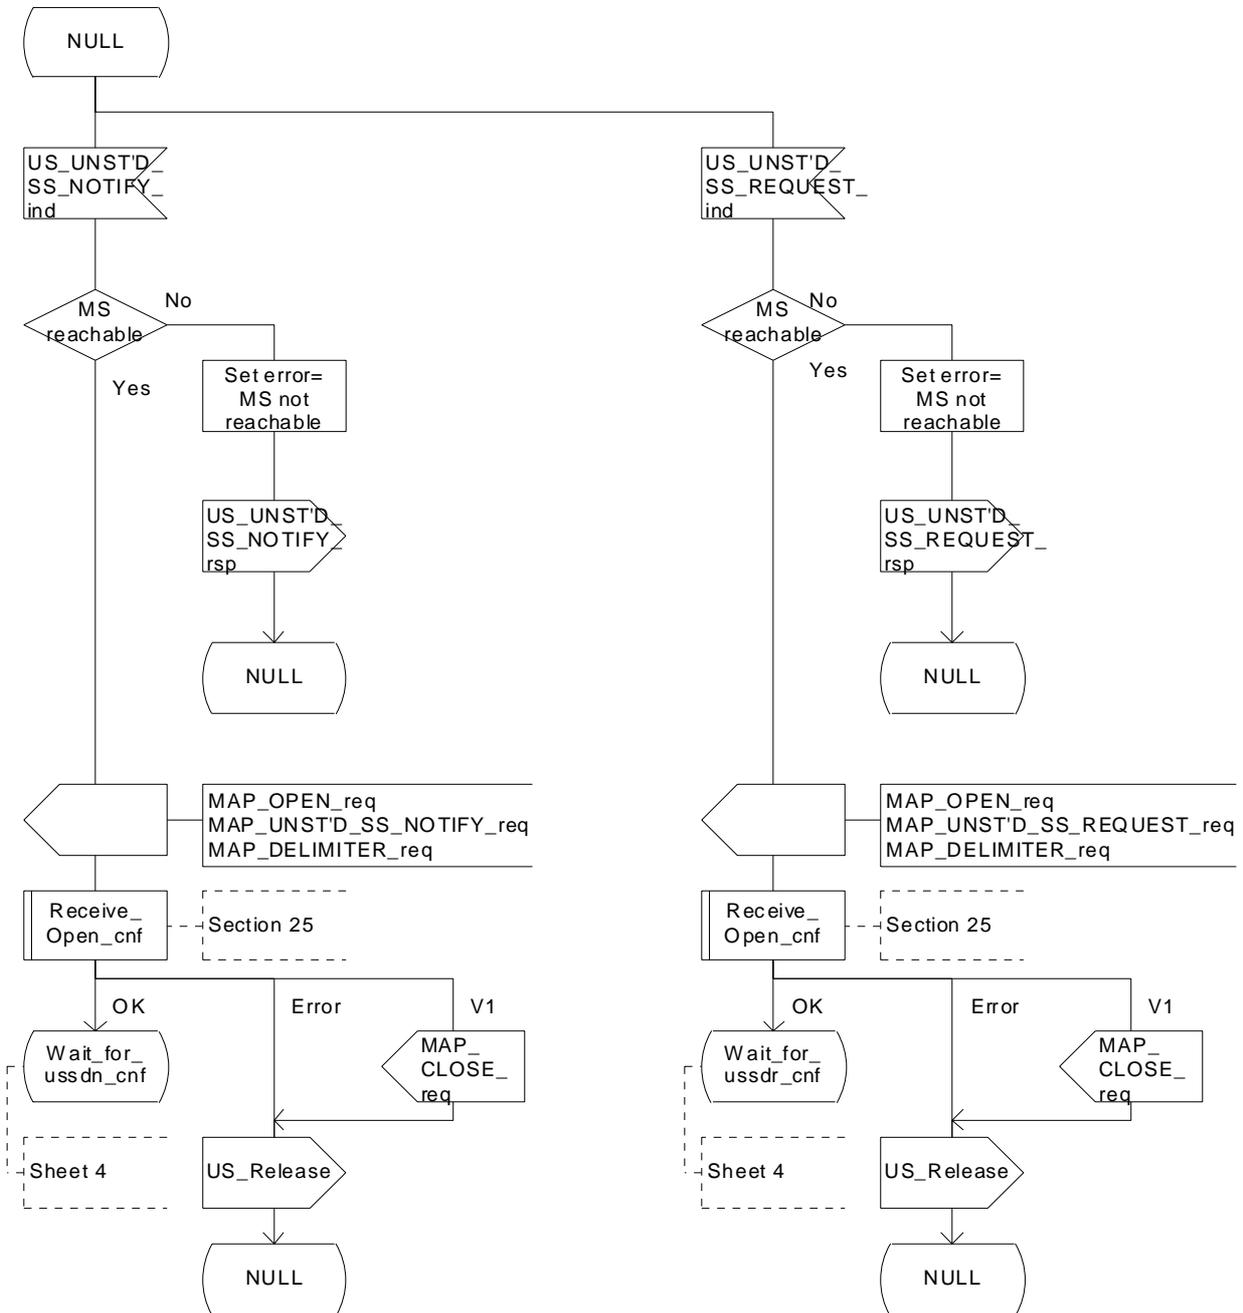 NULL
US_UNST'D_
SS_NOTIFY_
ind
US_UNST'D_
SS_REQUEST_
ind
MS
reachable
No
Yes
MS
reachable
No
Yes
Set error=
MS not
reachable
Set error=
MS not
reachable
US_UNST'D_
SS_NOTIFY_
rsp
US_UNST'D_
SS_REQUEST_
rsp
NULL
NULL
MAP_OPEN_req
MAP_UNST'D_SS_NOTIFY_req
MAP_DELIMITER_req
MAP_OPEN_req
MAP_UNST'D_SS_REQUEST_req
MAP_DELIMITER_req
Receive_
Open_cnf
Section 25
Receive_
Open_cnf
Section 25
OK
Error
V1
OK
Error
V1
Wait_for_
ussdn_cnf
MAP_
CLOSE_
req
Wait_for_
ussdr_cnf
MAP_
CLOSE_
req
Sheet 4
US_Release
Sheet 4
US_Release
NULL
NULL